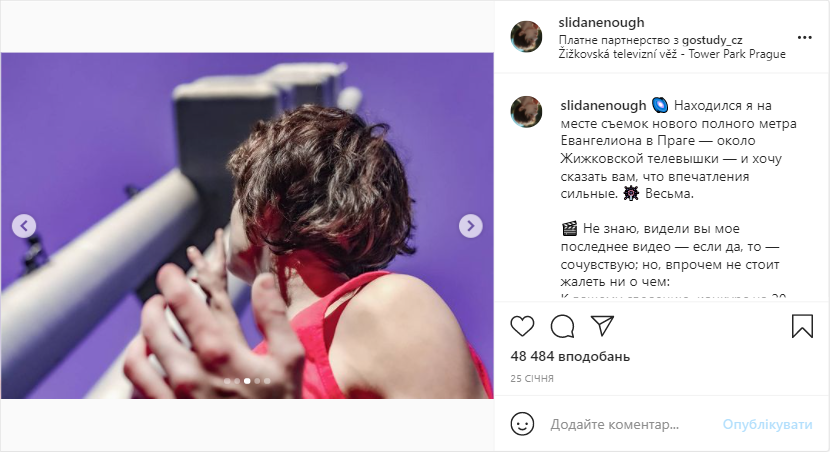 slidanenough
Платне партнерство з gostudy_cz
Žižkovská televizní věž - Tower Park Prague
slidanenough Находился я на
месте съемок нового полного метра
Евангелиона в Праге — около
Жижковской телевышки — и хочу
сказать вам, что впечатления
сильные. Весьма.
Не знаю, видели вы мое
последнее видео — если да, то —
сочувствую; но, впрочем не стоит
жалеть ни о чем:
48 484 вподобань
25 СІЧНЯ
Додайте коментар...
Опублікувати